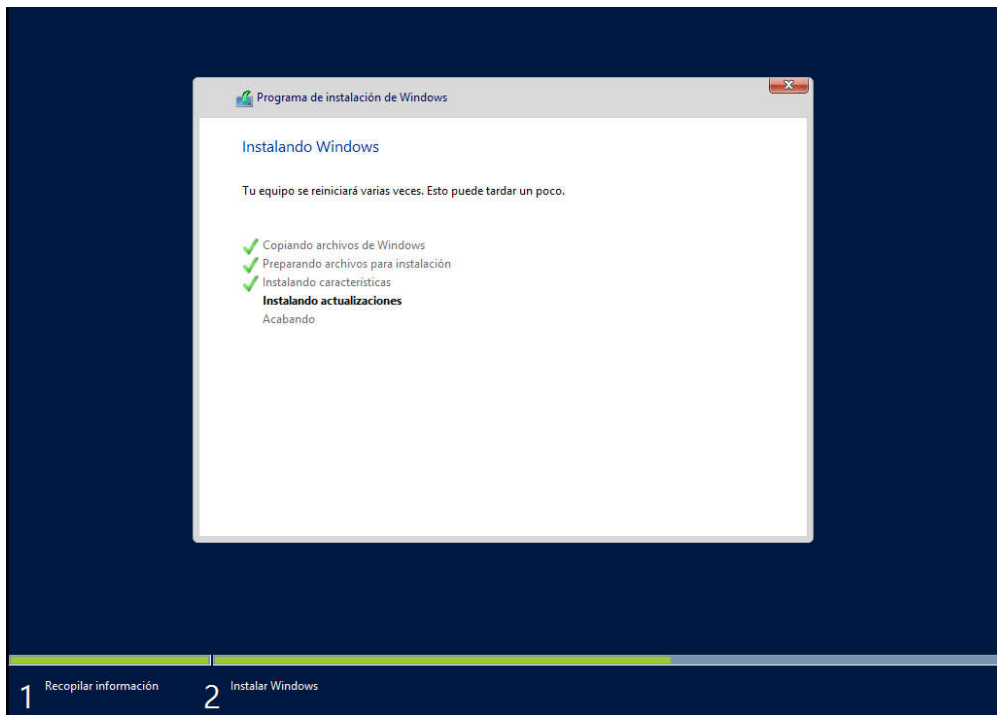 Programa de instalación de Windows
Instalando Windows
Tu equipo se reiniciará varias veces. Esto puede tardar un poco.
Copiando archivos de Windows
Preparando archivos para instalación
Instalando características
Instalando actualizaciones
Acabando
1 Recopilar información 2 Instalar Windows